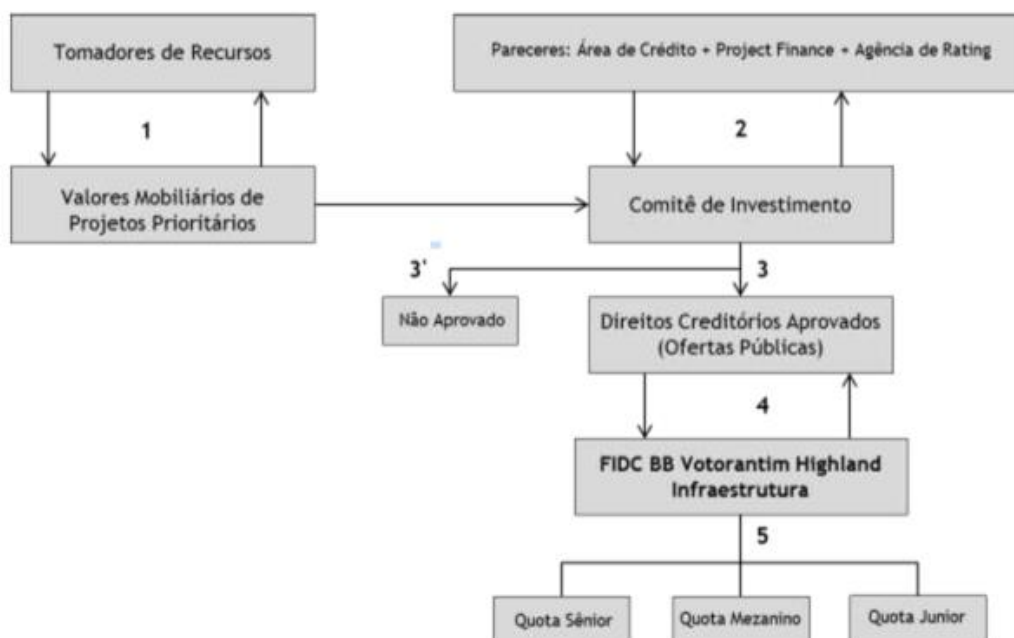 Tomadores de Recursos
Pareceres: Área de Crédito + Project Finance + Agência de Rating
1
2
Valores Mobiliários de
Projetos Prioritários
Comitê de Investimento
3'
3
Não Aprovado
Direitos Creditórios Aprovados
(Ofertas Públicas)
4
FIDC BB Votorantim Highland
Infraestrutura
5
Quota Sênior
Quota Mezanino
Quota Junior